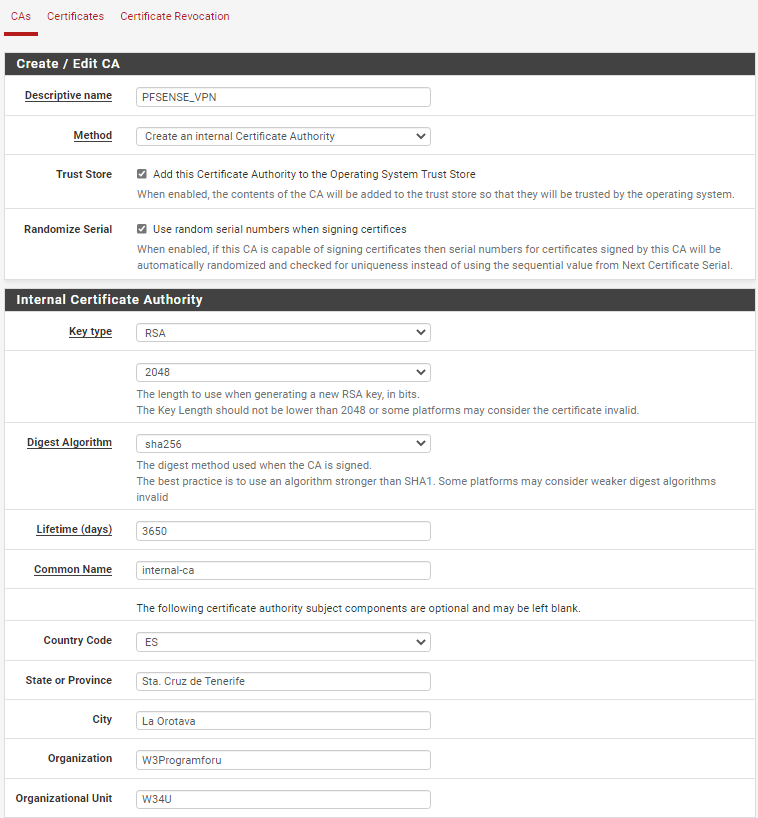 CAs Certificates Certificate Revocation
Create / Edit CA
Descriptive name PFSENSE_VPN
Method Create an internal Certificate Authority
Trust Store Add this Certificate Authority to the Operating System Trust Store
When enabled, the contents of the CA will be added to the trust store so that they will be trusted by the operating system.
Randomize Serial Use random serial numbers when signing certifices
When enabled, if this CA is capable of signing certificates then serial numbers for certificates signed by this CA will be
automatically randomized and checked for uniqueness instead of using the sequential value from Next Certificate Serial.
Internal Certificate Authority
Key type RSA
2048
The length to use when generating a new RSA key, in bits.
The Key Length should not be lower than 2048 or some platforms may consider the certificate invalid.
Digest Algorithm sha256
The digest method used when the CA is signed.
The best practice is to use an algorithm stronger than SHA1. Some platforms may consider weaker digest algorithms
invalid
Lifetime (days) 3650
Common Name internal-ca
The following certificate authority subject components are optional and may be left blank.
Country Code ES
State or Province Sta. Cruz de Tenerife
City La Orotava
Organization W3Programforu
Organizational Unit W34U